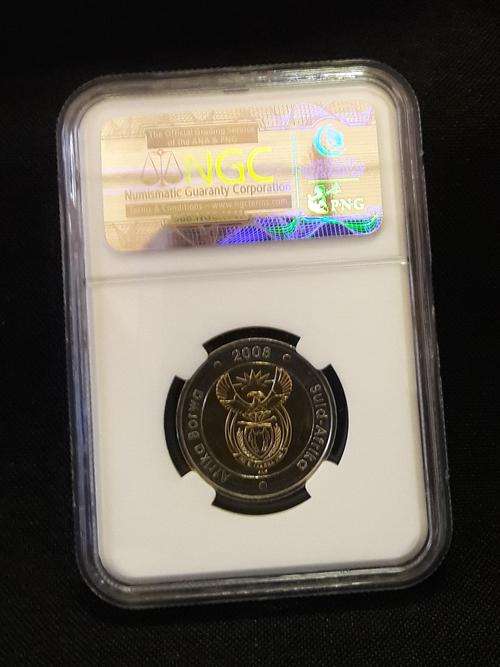 The Official Grading Service
of the ANA & PNG
NGC
Numismatic Guaranty Corporation
Terms & Conditions – www.ngcterms.com
PNG
2008
Afrika Borwa
Suid-Afrika